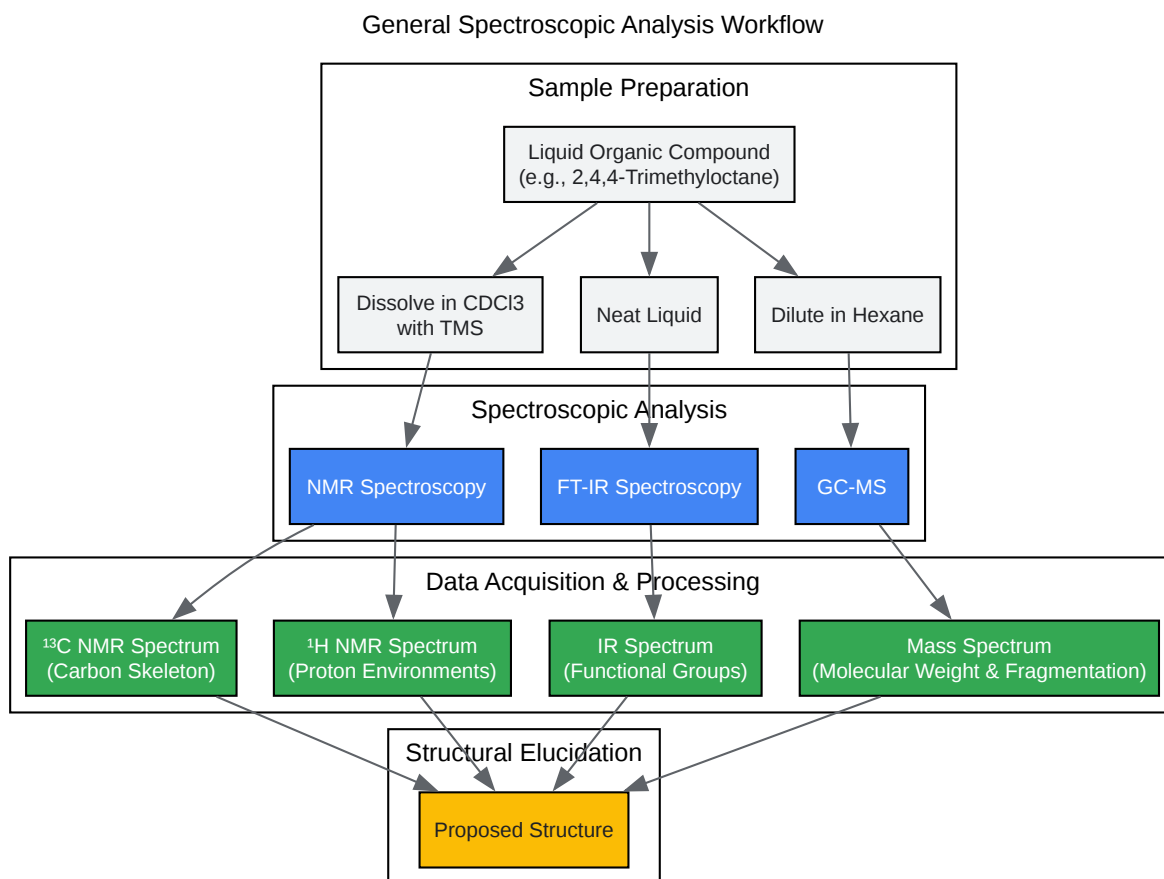 General Spectroscopic Analysis Workflow
Sample Preparation
Liquid Organic Compound
(e.g., 2,4,4-Trimethyloctane)
Dissolve in CDCl3
with TMS
Neat Liquid
Dilute in Hexane
Spectroscopic Analysis
NMR Spectroscopy
FT-IR Spectroscopy
GC-MS
Data Acquisition & Processing
¹³C NMR Spectrum
(Carbon Skeleton)
¹H NMR Spectrum
(Proton Environments)
IR Spectrum
(Functional Groups)
Mass Spectrum
(Molecular Weight & Fragmentation)
Structural Elucidation
Proposed Structure